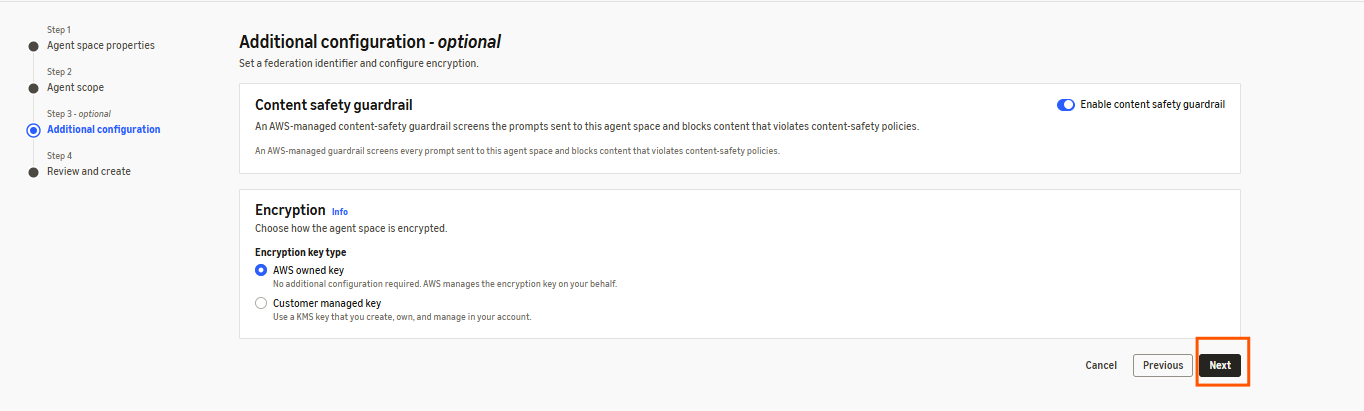 Step 1
Agent space properties
Step 2
Agent scope
Step 3 - optional
Additional configuration
Step 4
Review and create
Additional configuration - optional
Set a federation identifier and configure encryption.
Content safety guardrail
Enable content safety guardrail
An AWS-managed content-safety guardrail screens the prompts sent to this agent space and blocks content that violates content-safety policies.
An AWS-managed guardrail screens every prompt sent to this agent space and blocks content that violates content-safety policies.
Encryption Info
Choose how the agent space is encrypted.
Encryption key type
AWS owned key
No additional configuration required. AWS manages the encryption key on your behalf.
Customer managed key
Use a KMS key that you create, own, and manage in your account.
Cancel Previous Next